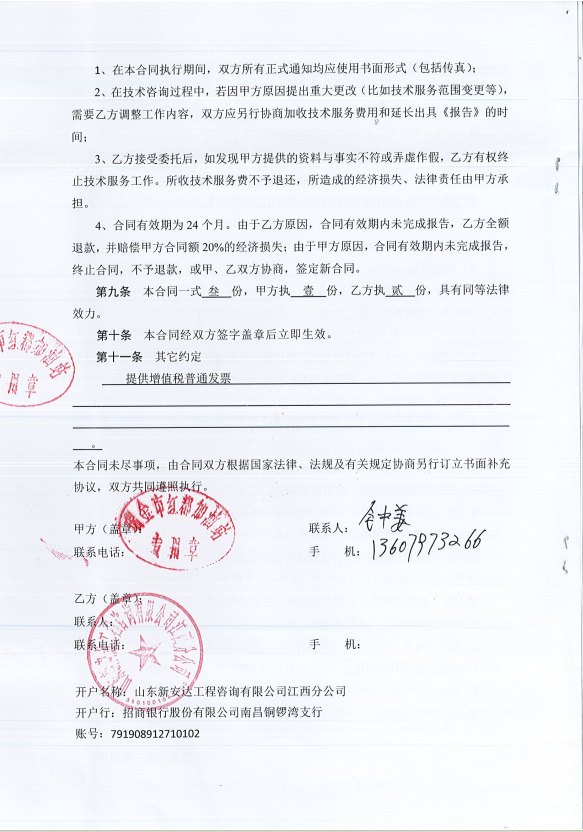 1、在本合同执行期间，双方所有正式通知均应使用书面形式（包括传真）；
2、在技术咨询过程中，若因甲方原因提出重大更改（比如技术服务范围变更等），
需要乙方调整工作内容，双方应另行协商加收技术服务费用和延长出具《报告》的时
间；
3、乙方接受委托后，如发现甲方提供的资料与事实不符或弄虚作假，乙方有权终
止技术服务工作。所收技术服务费不予退还，所造成的经济损失、法律责任由甲方承
担。
4、合同有效期为 24 个月。由于乙方原因，合同有效期内未完成报告，乙方全额
退款，并赔偿甲方合同额 20%的经济损失；由于甲方原因，合同有效期内未完成报告，
终止合同，不予退款，或甲、乙双方协商，签定新合同。
第九条 本合同一式 叁 份，甲方执 壹 份，乙方执 贰 份，具有同等法律
效力。
第十条 本合同经双方签字盖章后立即生效。
第十一条 其它约定
提供增值税普通发票
。
本合同未尽事项，由合同双方根据国家法律、法规及有关规定协商另行订立书面补充
协议，双方共同遵照执行。
甲方（盖章） 联系人：
联系电话： 手 机：13607973266
瑞金市红都加油站
专用章
乙方（盖章）：
联系人：
联系电话： 手 机：
开户名称：山东新安达工程咨询有限公司江西分公司
开户行：招商银行股份有限公司南昌铜锣湾支行
账号：791908912710102